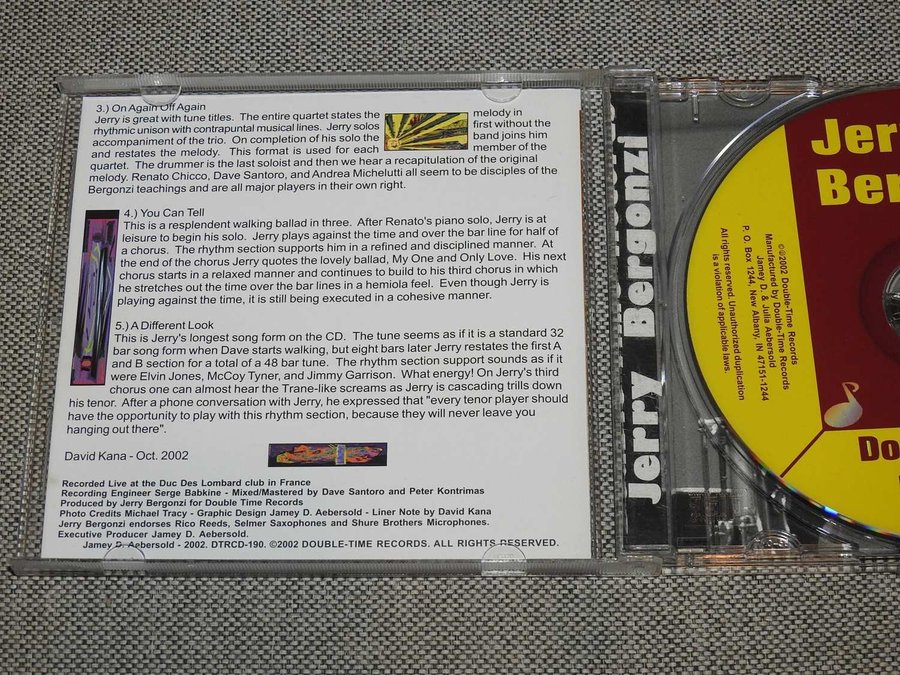 3.) On Again Off Again
Jerry is great with tune titles. The entire quartet states the melody in
rhythmic unison with contrapuntal musical lines. Jerry solos first without the
accompaniment of the trio. On completion of his solo the band joins him
and restates the melody. This format is used for each member of the
quartet. The drummer is the last soloist and then we hear a recapitulation of the original
melody. Renato Chicco, Dave Santoro, and Andrea Michelutti all seem to be disciples of the
Bergonzi teachings and are all major players in their own right.
4.) You Can Tell
This is a resplendent walking ballad in three. After Renato's piano solo, Jerry is at
leisure to begin his solo. Jerry plays against the time and over the bar line for half of
a chorus. The rhythm section supports him in a refined and disciplined manner. At
the end of the chorus Jerry quotes the lovely ballad, My One and Only Love. His next
chorus starts in a relaxed manner and continues to build to his third chorus in which
he stretches out the time over the bar lines in a hemiola feel. Even though Jerry is
playing against the time, it is still being executed in a cohesive manner.
5.) A Different Look
This is Jerry's longest song form on the CD. The tune seems as if it is a standard 32
bar song form when Dave starts walking, but eight bars later Jerry restates the first A
and B section for a total of a 48 bar tune. The rhythm section support sounds as if it
were Elvin Jones, McCoy Tyner, and Jimmy Garrison. What energy! On Jerry's third
chorus one can almost hear the Trane-like screams as Jerry is cascading trills down
his tenor. After a phone conversation with Jerry, he expressed that "every tenor player should
have the opportunity to play with this rhythm section, because they will never leave you
hanging out there".
David Kana - Oct. 2002
Recorded Live at the Duc Des Lombard club in France
Recording Engineer Serge Babkine - Mixed/Mastered by Dave Santoro and Peter Kontrimas
Produced by Jerry Bergonzi for Double Time Records
Photo Credits Michael Tracy - Graphic Design Jamey D. Aebersold - Liner Note by David Kana
Jerry Bergonzi endorses Rico Reeds, Selmer Saxophones and Shure Brothers Microphones.
Executive Producer Jamey D. Aebersold.
Jamey D. Aebersold - 2002. DTRCD-190. ©2002 DOUBLE-TIME RECORDS. ALL RIGHTS RESERVED.
Jerry Bergonzi
Jer
Ber
℗©2002 Double-Time Records
Manufactured by Double-Time Records
Jamey D. & Julia Aebersold
P. O. Box 1244, New Albany, IN 47151-1244
All rights reserved. Unauthorized duplication
is a violation of applicable laws.
Do